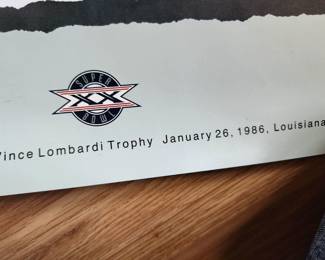 SUPER
XX
BOWL
Vince Lombardi Trophy January 26, 1986, Louisiana